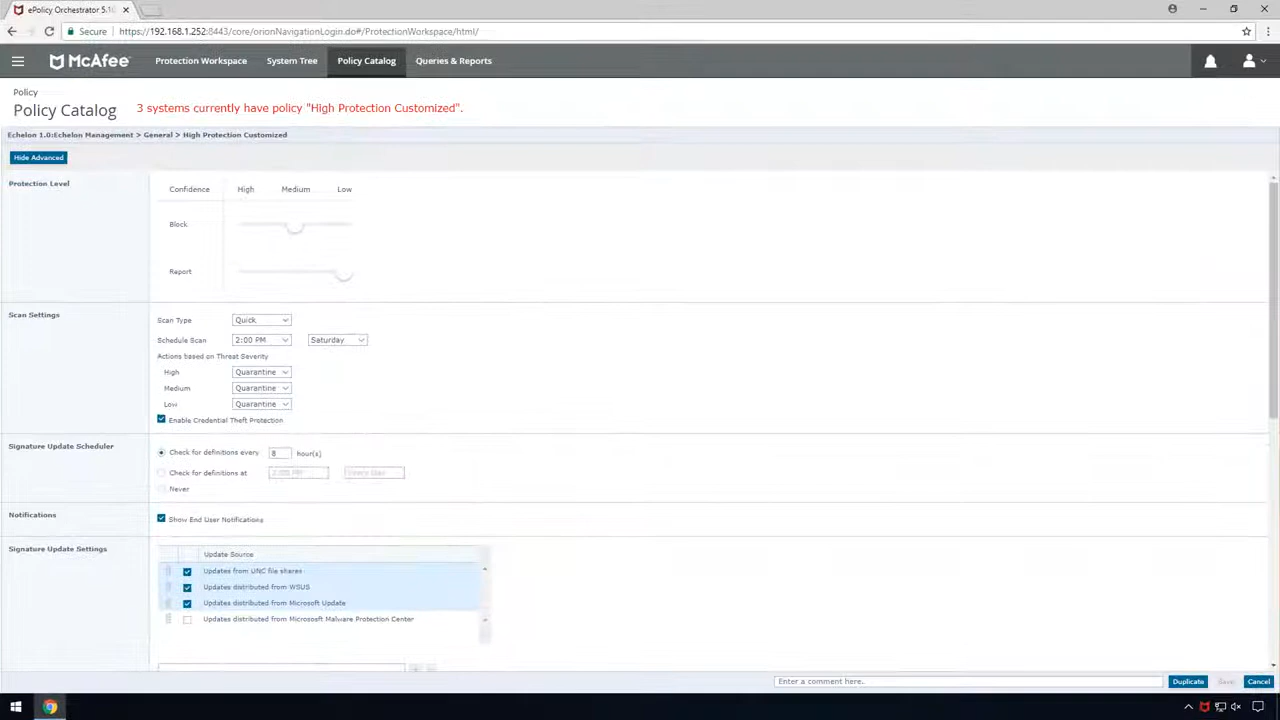 ePolicy Orchestrator 5.10
Secure https://192.168.1.252:8443/core/orionNavigationLogin.do#/ProtectionWorkspace/html/
McAfee Protection Workspace System Tree Policy Catalog Queries & Reports
Policy
Policy Catalog 3 systems currently have policy "High Protection Customized".
Echelon 1.0:Echelon Management > General > High Protection Customized
Hide Advanced
Protection Level
Confidence High Medium Low
Block
Report
Scan Settings
Scan Type Quick
Schedule Scan 2:00 PM Saturday
Actions based on Threat Severity
High Quarantine
Medium Quarantine
Low Quarantine
Enable Credential Theft Protection
Signature Update Scheduler
Check for definitions every 8 hour(s)
Check for definitions at 2:00 PM Every Day
Never
Notifications
Show End User Notifications
Signature Update Settings
Update Source
Updates from UNC file shares
Updates distributed from WSUS
Updates distributed from Microsoft Update
Updates distributed from Micrososft Malware Protection Center
Enter a comment here.. Duplicate Save Cancel